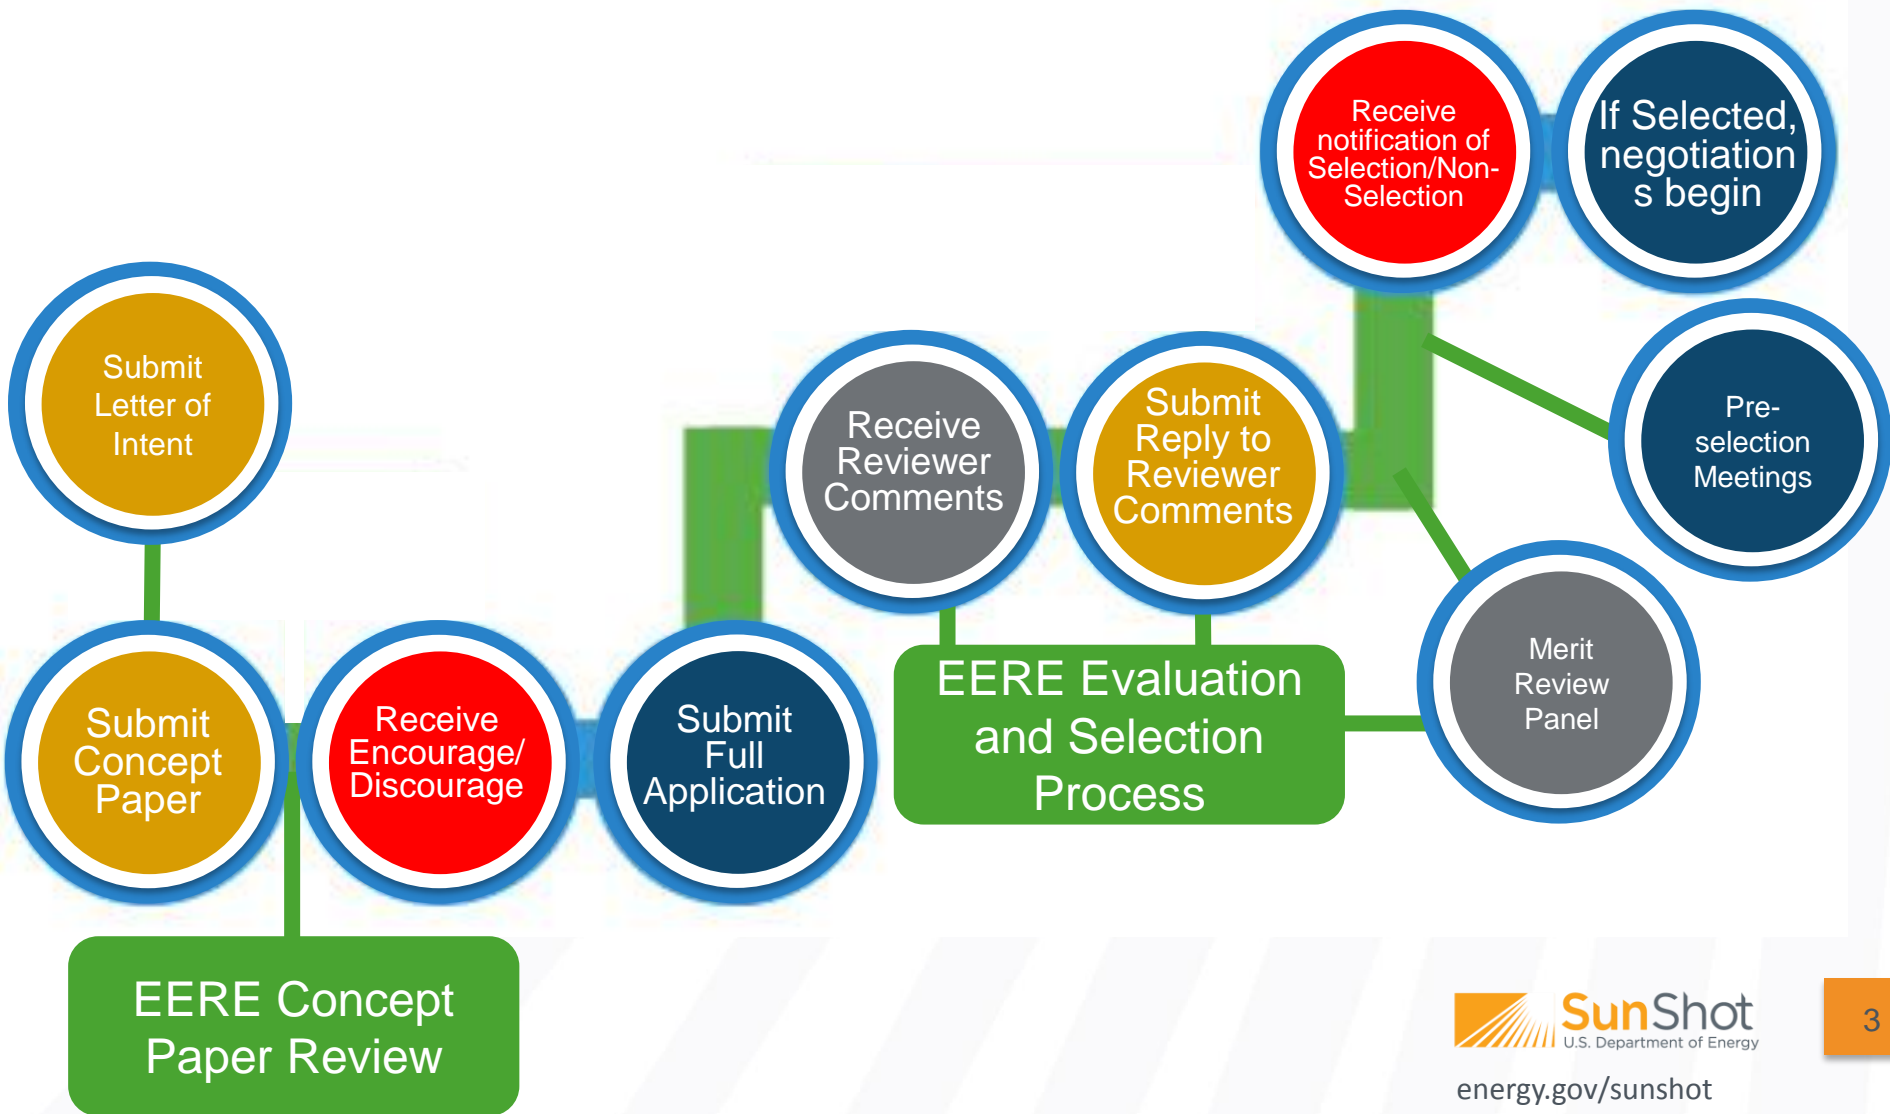 Submit
Letter of
Intent
Submit
Concept
Paper
Receive
Encourage/
Discourage
Submit
Full
Application
EERE Concept
Paper Review
Receive
Reviewer
Comments
Submit
Reply to
Reviewer
Comments
EERE Evaluation
and Selection
Process
Merit
Review
Panel
Pre-
selection
Meetings
Receive
notification of
Selection/Non-
Selection
If Selected,
negotiation
s begin
SunShot
U.S. Department of Energy
energy.gov/sunshot
3